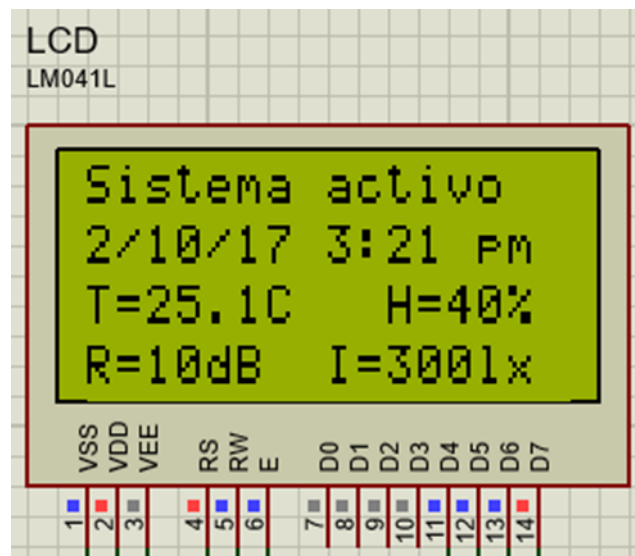 LCD
LM041L
Sistema activo
2/10/17 3:21 pm
T=25.1C H=40%
R=10dB I=300lx
VSS VDD VEE RS RW E D0 D1 D2 D3 D4 D5 D6 D7
1 2 3 4 5 6 7 8 9 10 11 12 13 14